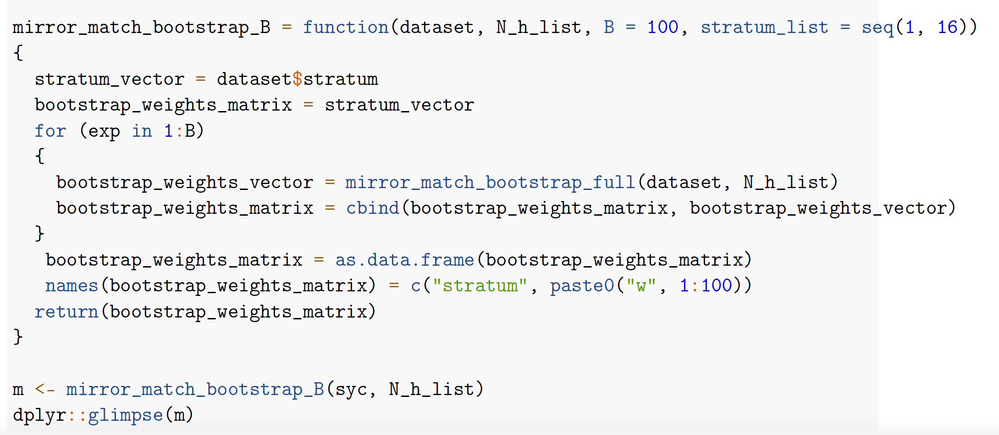 mirror_match_bootstrap_B = function(dataset, N_h_list, B = 100, stratum_list = seq(1, 16))
{
  stratum_vector = dataset$stratum
  bootstrap_weights_matrix = stratum_vector
  for (exp in 1:B)
  {
    bootstrap_weights_vector = mirror_match_bootstrap_full(dataset, N_h_list)
    bootstrap_weights_matrix = cbind(bootstrap_weights_matrix, bootstrap_weights_vector)
  }
   bootstrap_weights_matrix = as.data.frame(bootstrap_weights_matrix)
   names(bootstrap_weights_matrix) = c("stratum", paste0("w", 1:100))
  return(bootstrap_weights_matrix)
}
m <- mirror_match_bootstrap_B(syc, N_h_list)
dplyr::glimpse(m)